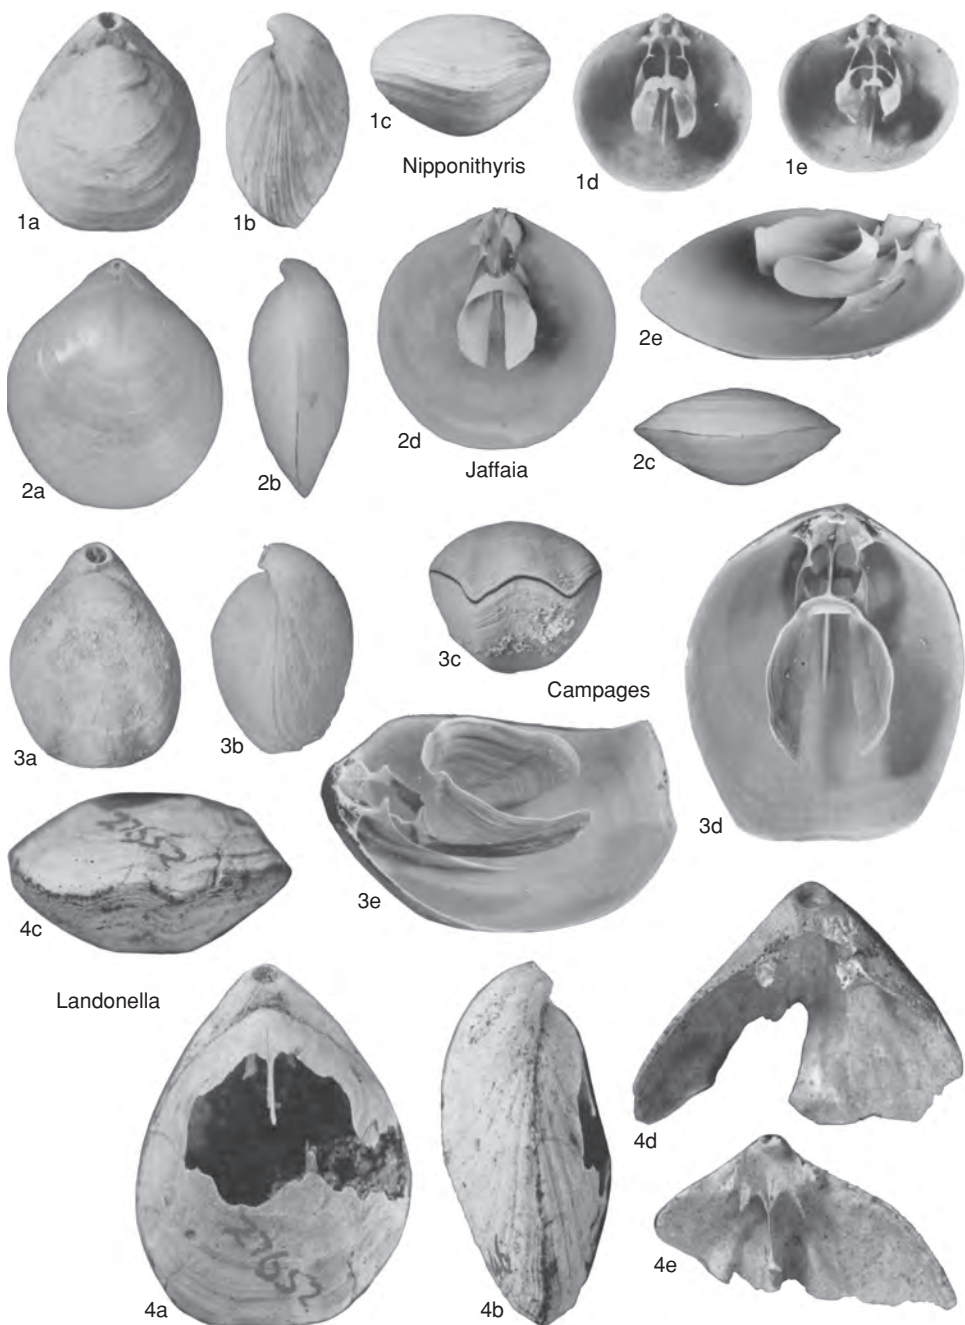 1a
1b
1c
Nipponithyris
1d
1e
2a
2b
2d
Jaffaia
2e
2c
3a
3b
3c
Campages
3d
3e
4c
Landonella
4a
4b
4d
4e